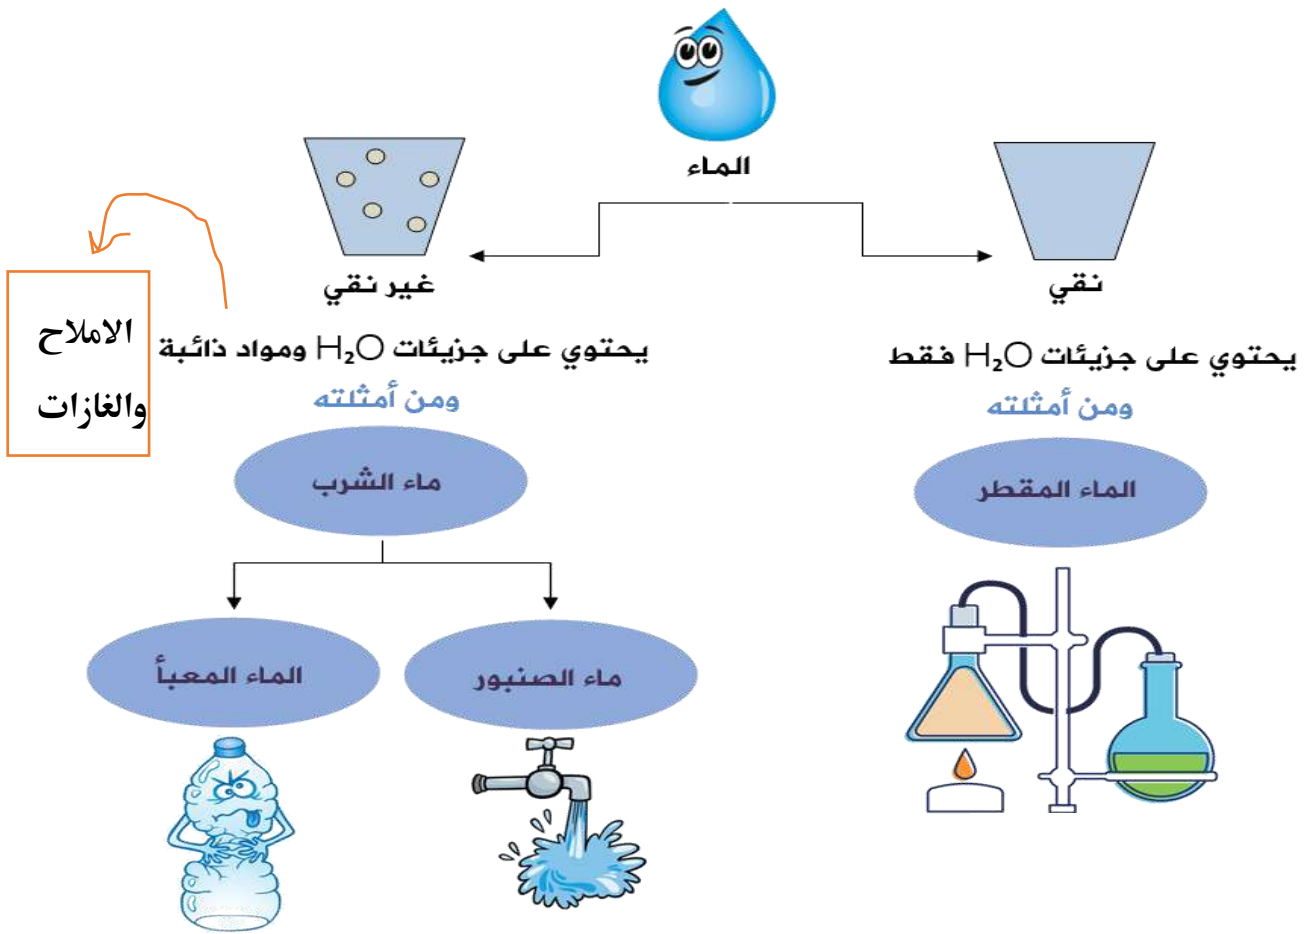 الماء
نقي
غير نقي
يحتوي على جزيئات H₂O فقط
ومن أمثلته
الماء المقطر
يحتوي على جزيئات H₂O ومواد ذائبة
ومن أمثلته
الاملاح
والغازات
ماء الشرب
ماء الصنبور
الماء المعبأ